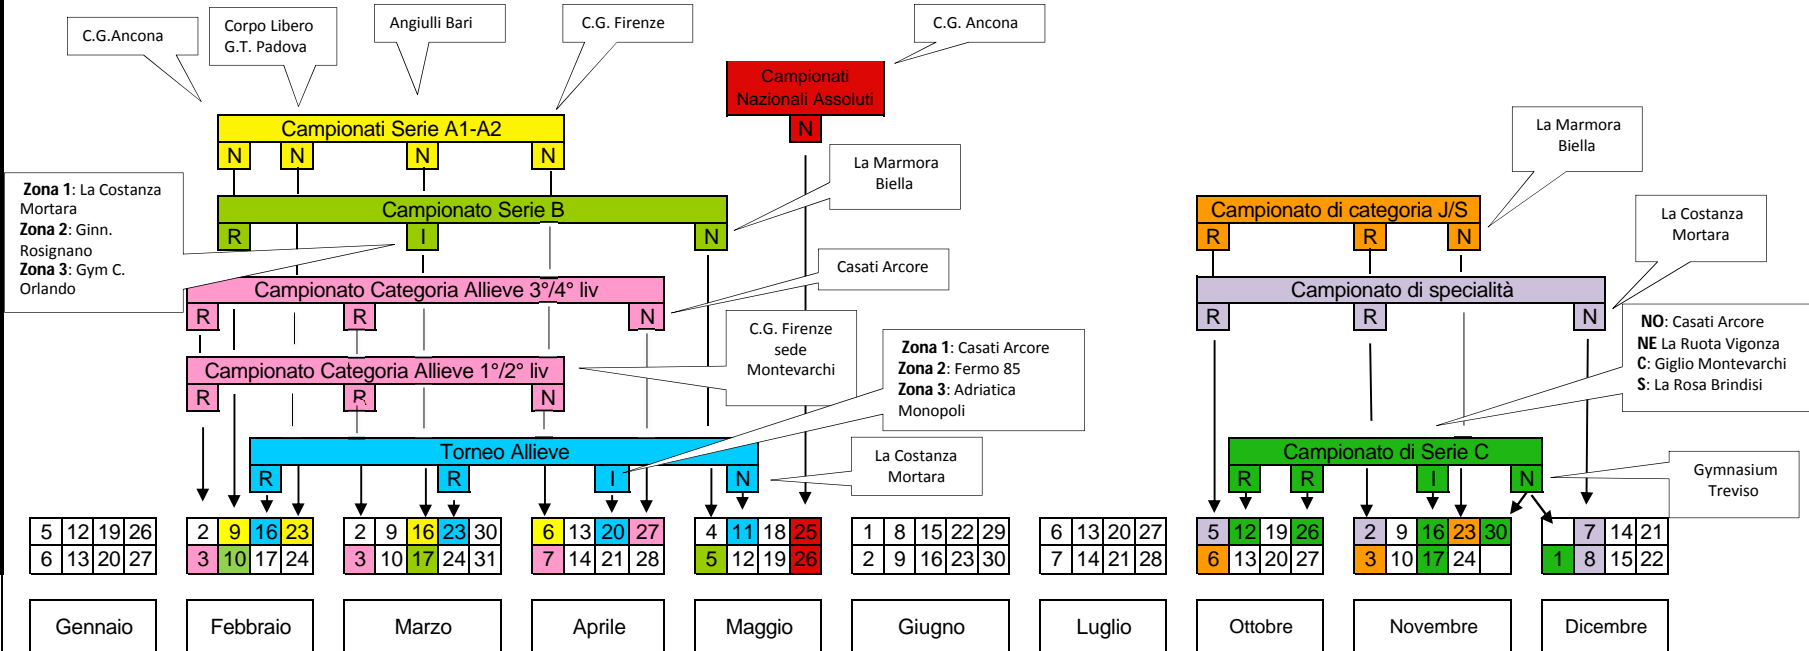 C.G.Ancona
Corpo Libero
G.T. Padova
Angiulli Bari
C.G. Firenze
C.G. Ancona
Campionati
Nazionali Assoluti
N
Campionati Serie A1-A2
N N N N
La Marmora
Biella
La Marmora
Biella
Zona 1: La Costanza
Mortara
Zona 2: Ginn.
Rosignano
Zona 3: Gym C.
Orlando
Campionato Serie B
R I N
Campionato di categoria J/S
R R N
La Costanza
Mortara
Casati Arcore
Campionato Categoria Allieve 3°/4° liv
R R N
Campionato di specialità
R R N
C.G. Firenze
sede
Montevarchi
Zona 1: Casati Arcore
Zona 2: Fermo 85
Zona 3: Adriatica
Monopoli
NO: Casati Arcore
NE La Ruota Vigonza
C: Giglio Montevarchi
S: La Rosa Brindisi
Campionato Categoria Allieve 1°/2° liv
R R N
Torneo Allieve
R R I N
La Costanza
Mortara
Campionato di Serie C
R R I N
Gymnasium
Treviso
5 12 19 26 2 9 16 23 2 9 16 23 30 6 13 20 27 4 11 18 25 1 8 15 22 29 6 13 20 27 5 12 19 26 2 9 16 23 30 7 14 21
6 13 20 27 3 10 17 24 3 10 17 24 31 7 14 21 28 5 12 19 26 2 9 16 23 30 7 14 21 28 6 13 20 27 3 10 17 24 1 8 15 22
Gennaio Febbraio Marzo Aprile Maggio Giugno Luglio Ottobre Novembre Dicembre